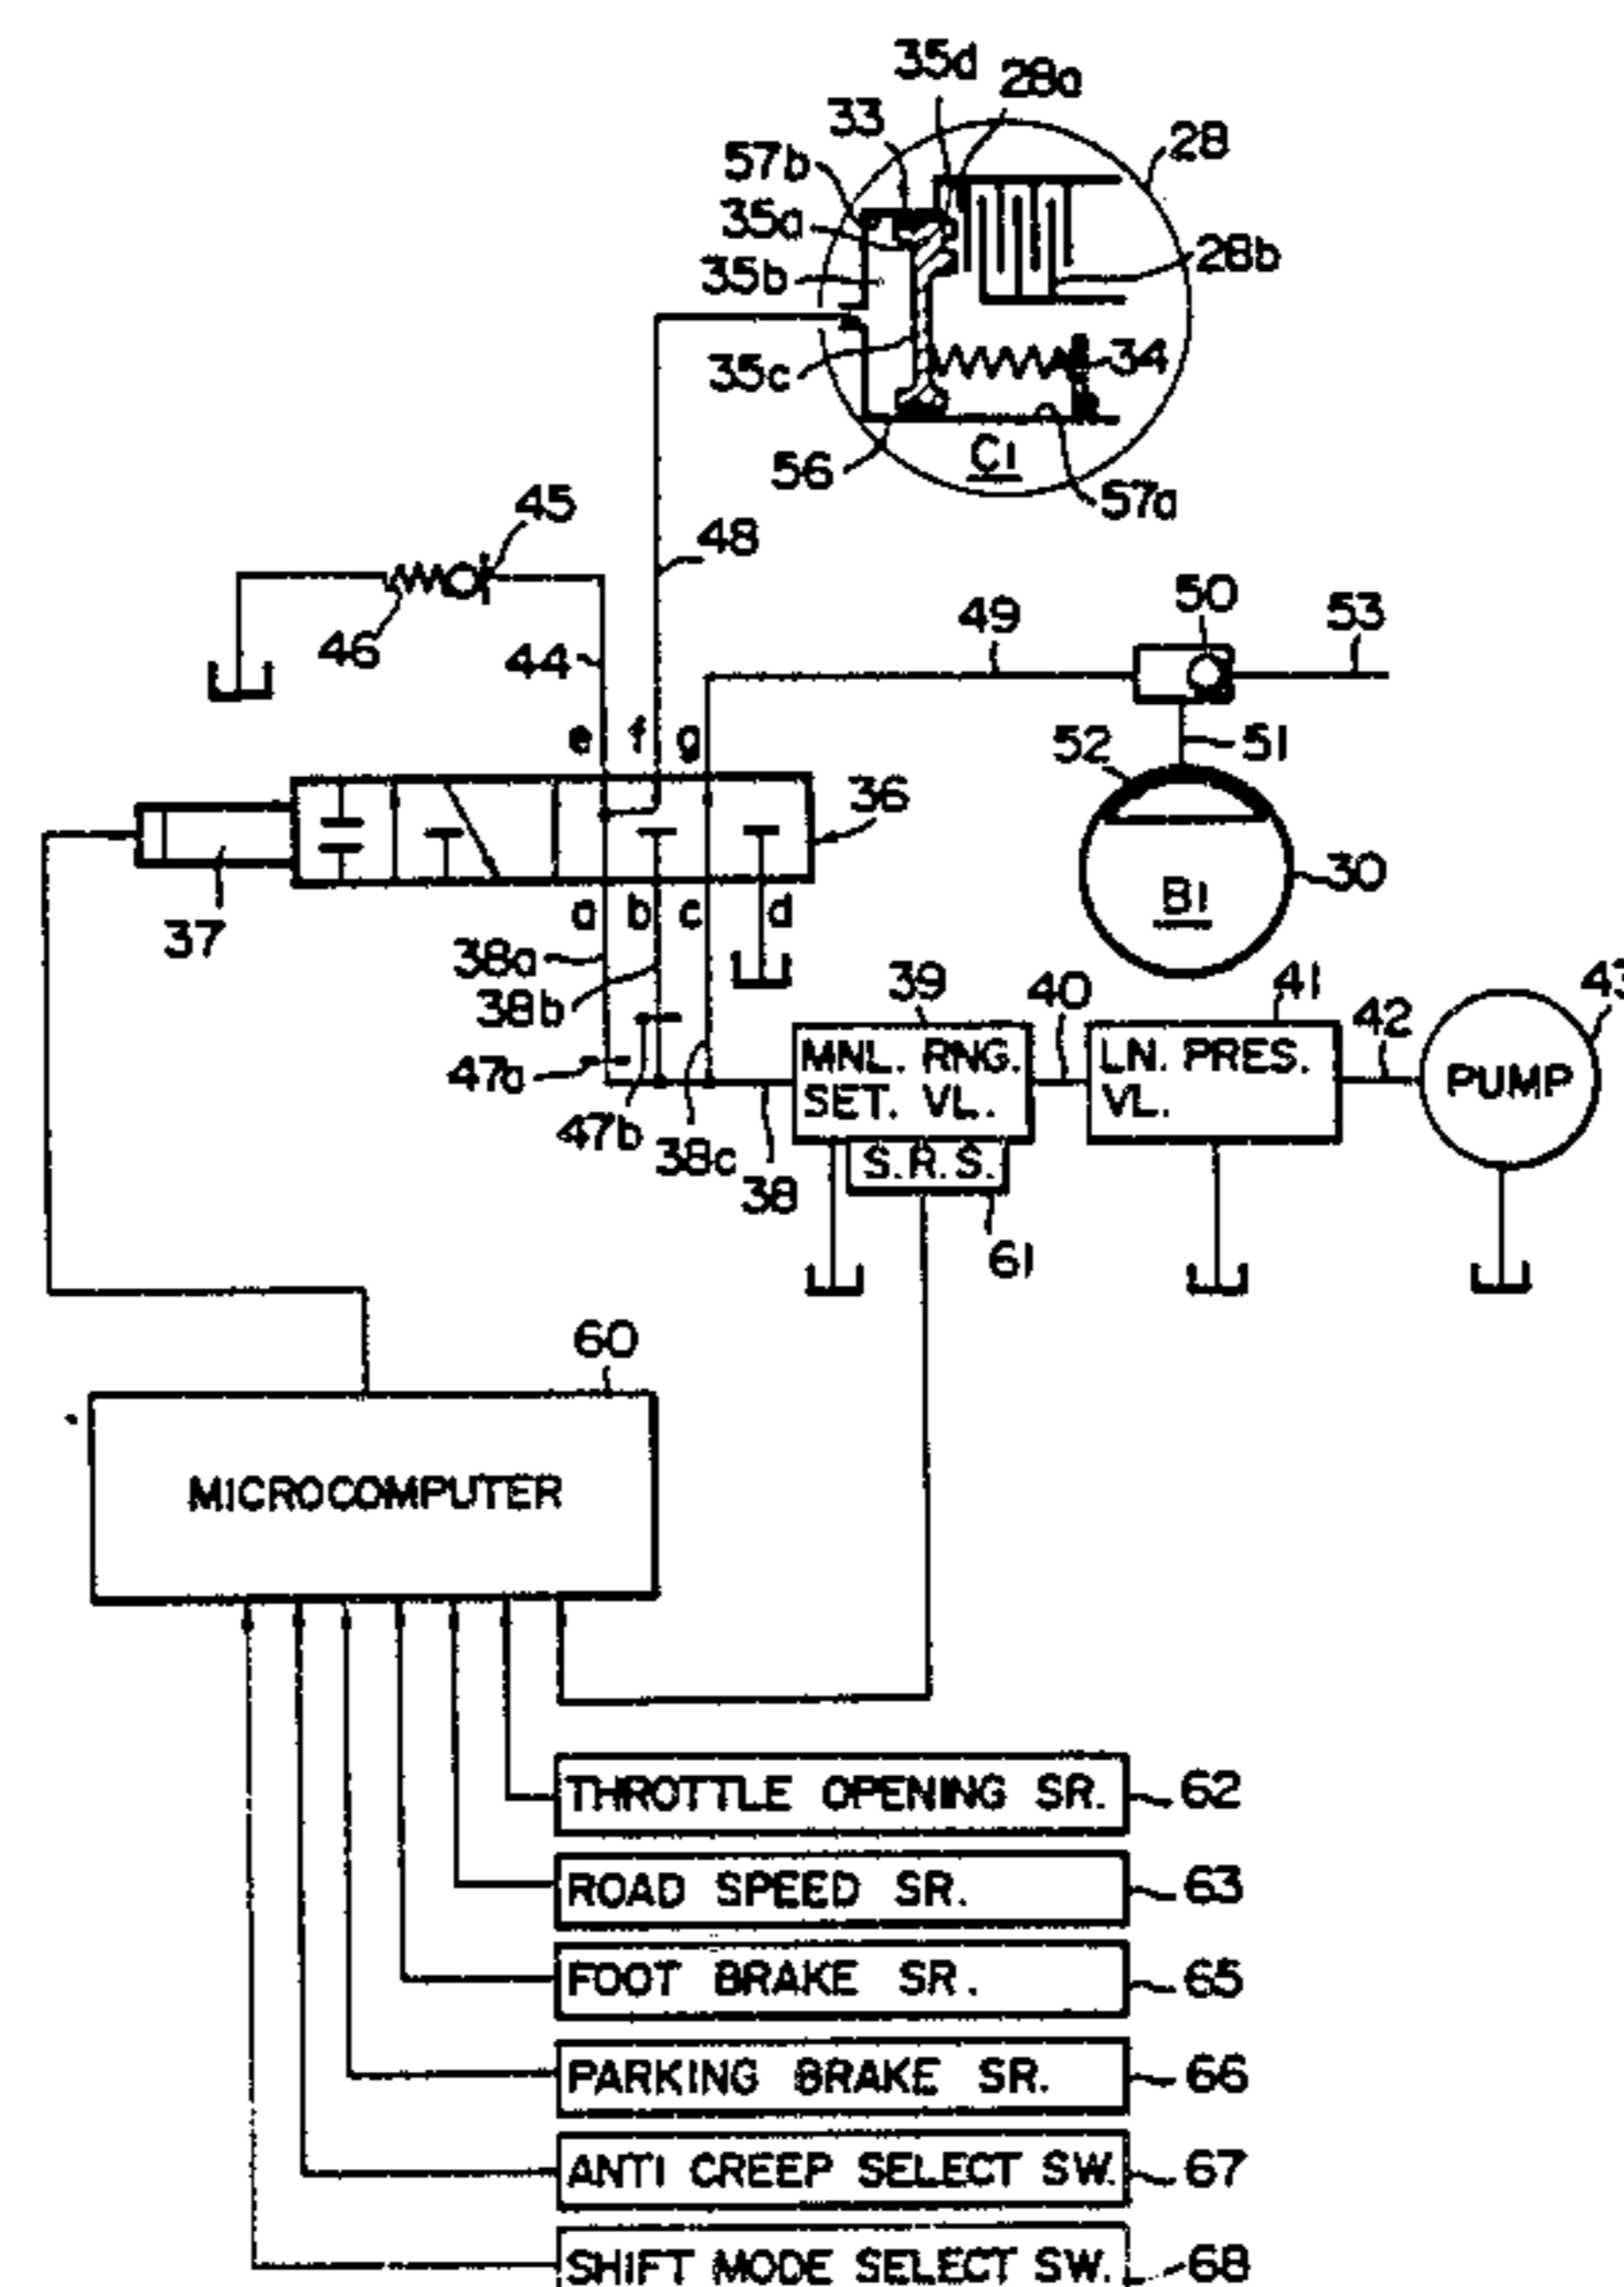 35d
28a
33
28
57b
35a
35b
28b
35c
34
56
C1
57a
45
48
50
53
49
46
44
e f g
52
51
36
30
B1
37
a b c d
38a
38b
39
40
41
42
43
47a
MNL. RNG.
SET. VL.
LN. PRES.
VL.
PUMP
47b
38c
38
S.R.S.
61
60
MICROCOMPUTER
THROTTLE OPENING SR. 62
ROAD SPEED SR. 63
FOOT BRAKE SR. 65
PARKING BRAKE SR. 66
ANTI CREEP SELECT SW. 67
SHIFT MODE SELECT SW. 68